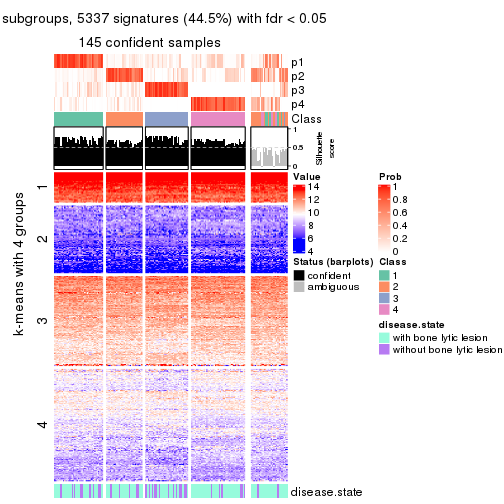 subgroups, 5337 signatures (44.5%) with fdr < 0.05
145 confident samples
p1
p2
p3
p4
Class
1
0.5
0
Silhouette
score
k-means with 4 groups
1
2
3
4
Value
14
12
10
8
6
4
Status (barplots)
confident
ambiguous
Prob
1
0.8
0.6
0.4
0.2
0
Class
1
2
3
4
disease.state
with bone lytic lesion
without bone lytic lesion
disease.state